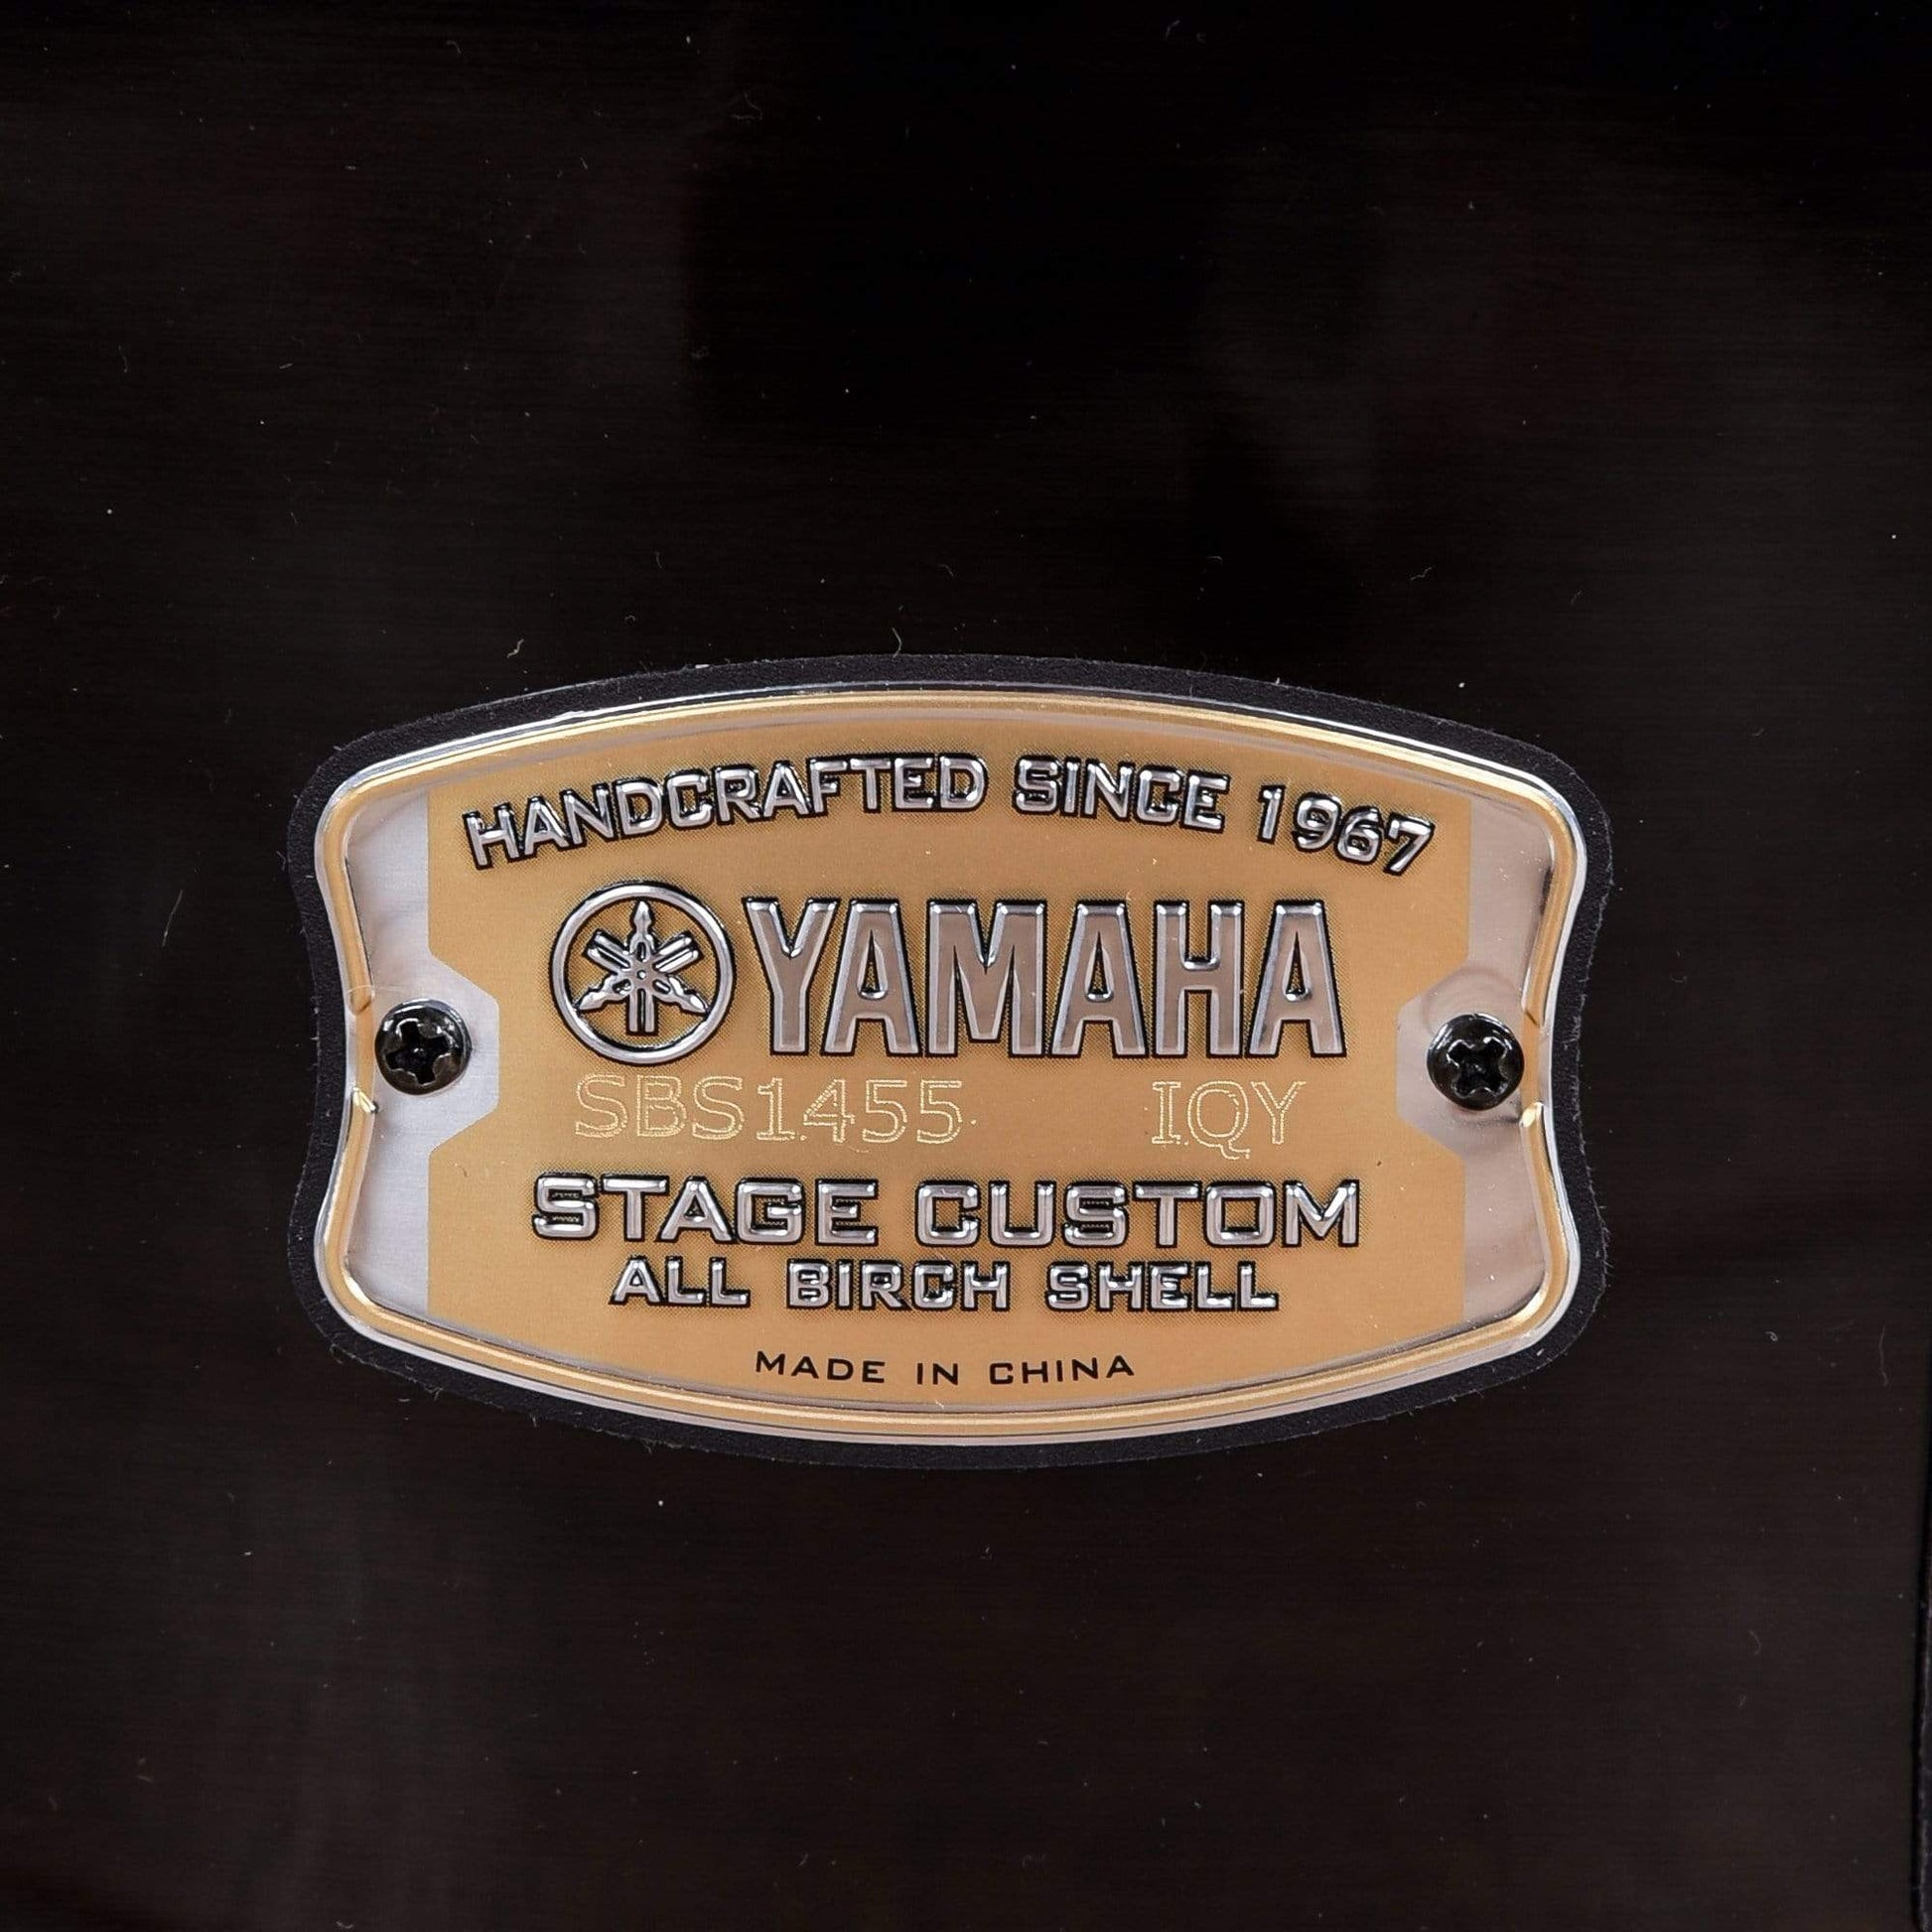 HANDCRAFTED SINCE 1967
YAMAHA
SBS1455 IQY
STAGE CUSTOM
ALL BIRCH SHELL
MADE IN CHINA